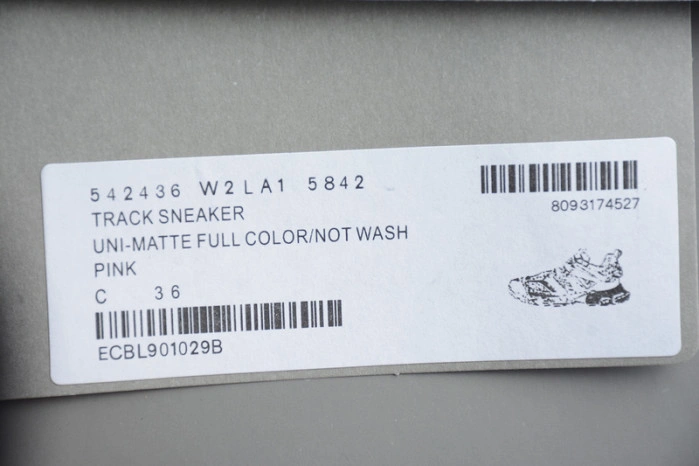 542436 W2LA1 5842
TRACK SNEAKER
UNI-MATTE FULL COLOR/NOT WASH
PINK
C 36
ECBL901029B
8093174527